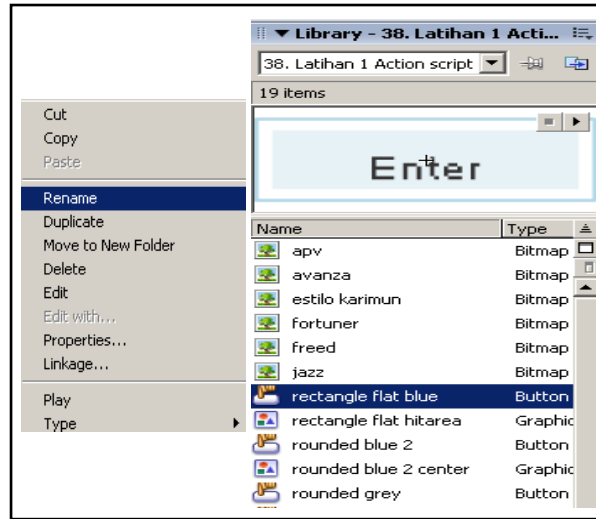 Cut
Copy
Paste
Rename
Duplicate
Move to New Folder
Delete
Edit
Edit with...
Properties...
Linkage...
Play
Type
Library - 38. Latihan 1 Acti...
38. Latihan 1 Action script
19 items
Enter
Name Type
apv Bitmap
avanza Bitmap
estilo karimun Bitmap
fortuner Bitmap
freed Bitmap
jazz Bitmap
rectangle flat blue Button
rectangle flat hitarea Graphic
rounded blue 2 Button
rounded blue 2 center Graphic
rounded grey Button